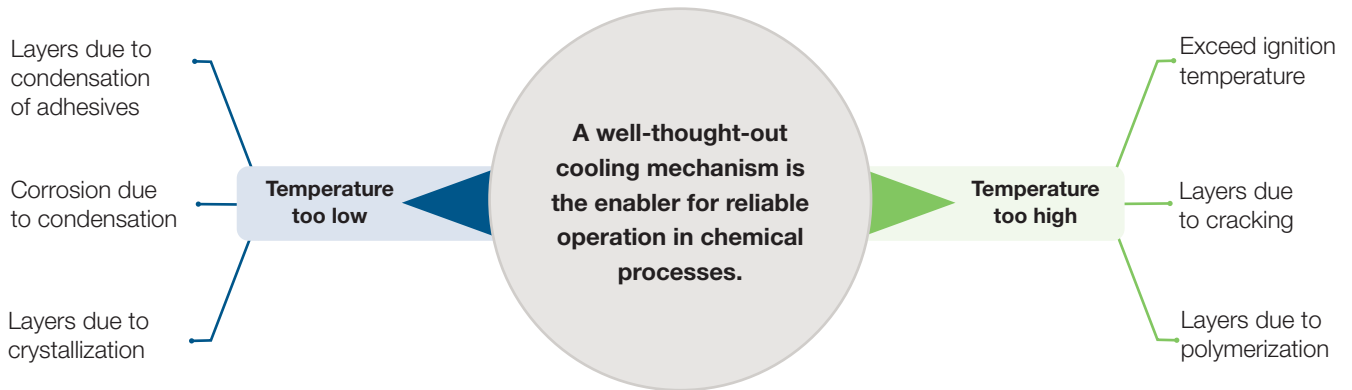 Layers due to
condensation
of adhesives
Corrosion due
to condensation
Layers due to
crystallization
Temperature
too low
A well-thought-out
cooling mechanism is
the enabler for reliable
operation in chemical
processes.
Temperature
too high
Exceed ignition
temperature
Layers due
to cracking
Layers due to
polymerization